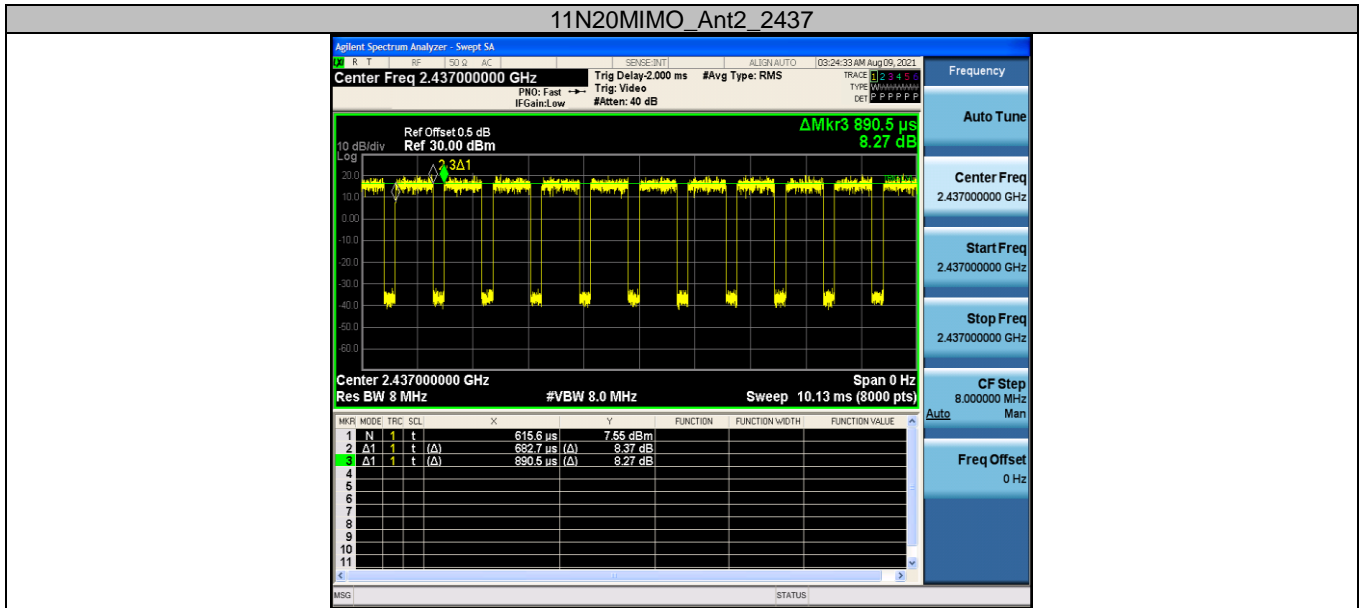 11N20MIMO_Ant2_2437
Agilent Spectrum Analyzer - Swept SA
R T RF 50 Ω AC SENSE:INT ALIGN AUTO 03:24:33 AM Aug 09, 2021
Center Freq 2.437000000 GHz
PNO: Fast
IFGain:Low
Trig Delay-2.000 ms
Trig: Video
#Atten: 40 dB
#Avg Type: RMS
TRACE 1 2 3 4 5 6
TYPE
DET P P P P P P
Frequency
Auto Tune
Center Freq
2.437000000 GHz
Start Freq
2.437000000 GHz
Stop Freq
2.437000000 GHz
CF Step
8.000000 MHz
Auto Man
Freq Offset
0 Hz
ΔMkr3 890.5 µs
8.27 dB
Ref Offset 0.5 dB
10 dB/div Ref 30.00 dBm
Log
3Δ1
20.0
10.0
0.00
-10.0
-20.0
-30.0
-40.0
-50.0
-60.0
Center 2.437000000 GHz Span 0 Hz
Res BW 8 MHz #VBW 8.0 MHz Sweep 10.13 ms (8000 pts)
MKR MODE TRC SCL X Y FUNCTION FUNCTION WIDTH FUNCTION VALUE
1 N 1 t 615.6 µs 7.55 dBm
2 Δ1 1 t (Δ) 682.7 µs (Δ) 8.37 dB
3 Δ1 1 t (Δ) 890.5 µs (Δ) 8.27 dB
4
5
6
7
8
9
10
11
MSG STATUS